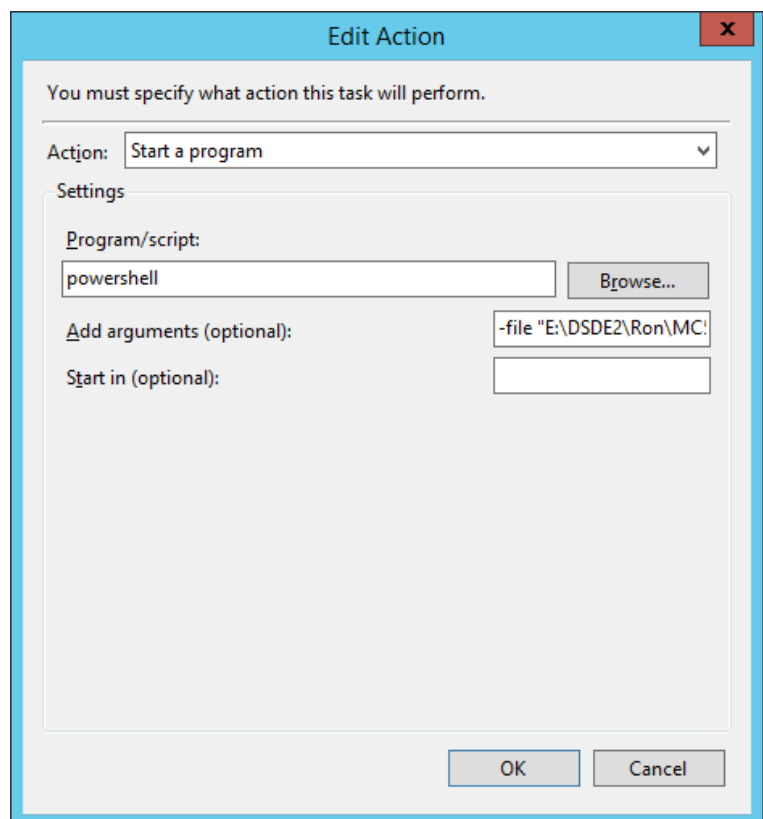 Edit Action
x
You must specify what action this task will perform.
Action: Start a program
Settings
Program/script:
powershell
Browse...
Add arguments (optional): -file "E:\DSDE2\Ron\MC
Start in (optional):
OK Cancel